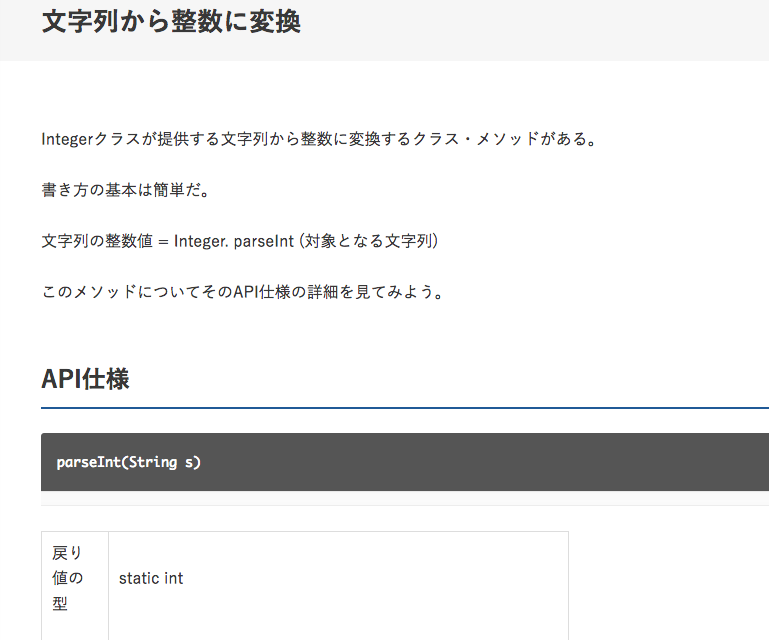 文字列から整数に変換
Integerクラスが提供する文字列から整数に変換するクラス・メソッドがある。
書き方の基本は簡単だ。
文字列の整数値 = Integer. parseInt (対象となる文字列)
このメソッドについてそのAPI仕様の詳細を見てみよう。
API仕様
parseInt(String s)
戻り
値の
型
static int